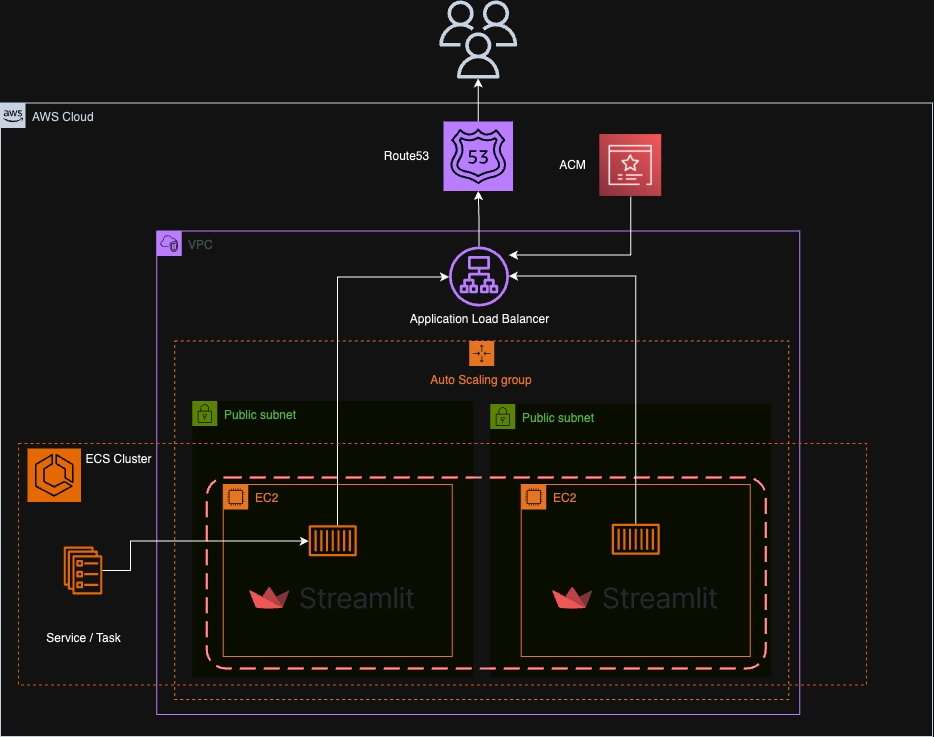 aws
AWS Cloud
Route53
53
ACM
VPC
Application Load Balancer
Auto Scaling group
Public subnet
Public subnet
ECS Cluster
EC2
EC2
Streamlit
Streamlit
Service / Task